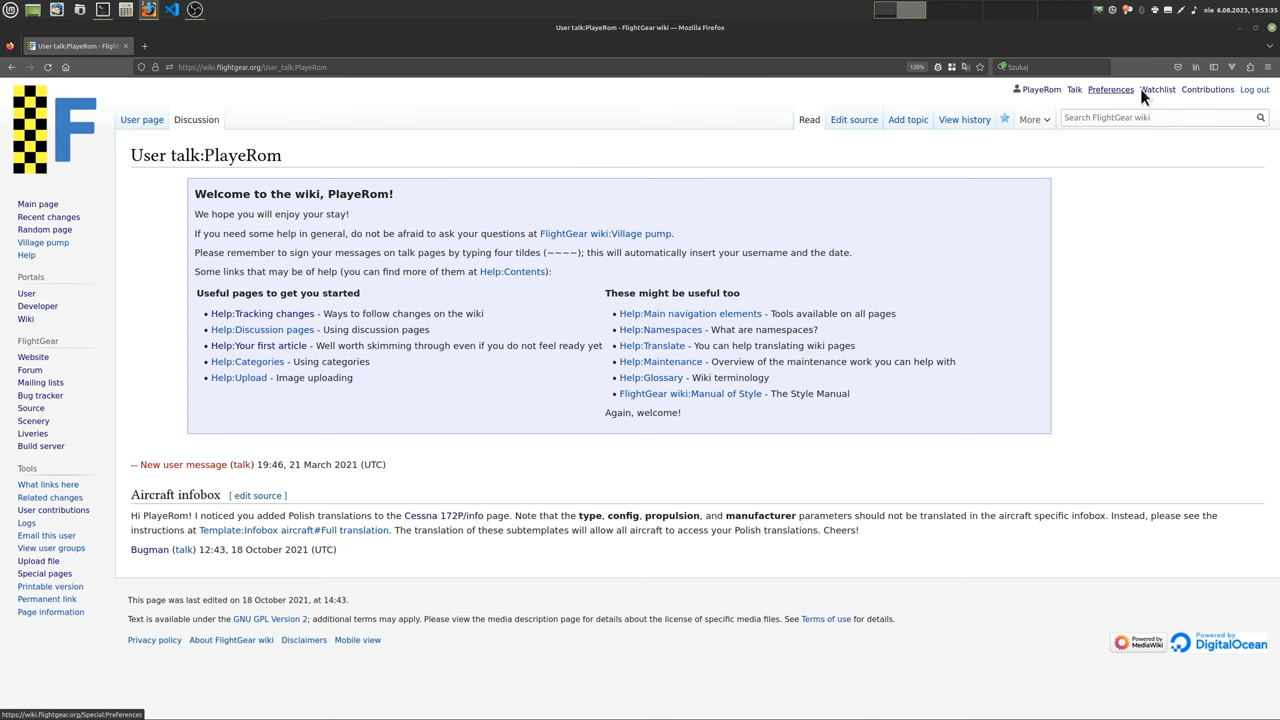 User talk:PlayeRom - FlightGear wiki — Mozilla Firefox
nie 6.08.2023, 15:53:35
User talk:PlayeRom - Flight
https://wiki.flightgear.org/User_talk:PlayeRom
130%
Szukaj
PlayeRom Talk Preferences Watchlist Contributions Log out
User page Discussion Read Edit source Add topic View history More
Search FlightGear wiki
F
User talk:PlayeRom
Welcome to the wiki, PlayeRom!
We hope you will enjoy your stay!
If you need some help in general, do not be afraid to ask your questions at FlightGear wiki:Village pump.
Please remember to sign your messages on talk pages by typing four tildes (~~~~); this will automatically insert your username and the date.
Some links that may be of help (you can find more of them at Help:Contents):
Useful pages to get you started
• Help:Tracking changes - Ways to follow changes on the wiki
• Help:Discussion pages - Using discussion pages
• Help:Your first article - Well worth skimming through even if you do not feel ready yet
• Help:Categories - Using categories
• Help:Upload - Image uploading
These might be useful too
• Help:Main navigation elements - Tools available on all pages
• Help:Namespaces - What are namespaces?
• Help:Translate - You can help translating wiki pages
• Help:Maintenance - Overview of the maintenance work you can help with
• Help:Glossary - Wiki terminology
• FlightGear wiki:Manual of Style - The Style Manual
Again, welcome!
-- New user message (talk) 19:46, 21 March 2021 (UTC)
Aircraft infobox [ edit source ]
Hi PlayeRom! I noticed you added Polish translations to the Cessna 172P/info page. Note that the type, config, propulsion, and manufacturer parameters should not be translated in the aircraft specific infobox. Instead, please see the
instructions at Template:Infobox aircraft#Full translation. The translation of these subtemplates will allow all aircraft to access your Polish translations. Cheers!
Bugman (talk) 12:43, 18 October 2021 (UTC)
Main page
Recent changes
Random page
Village pump
Help
Portals
User
Developer
Wiki
FlightGear
Website
Forum
Mailing lists
Bug tracker
Source
Scenery
Liveries
Build server
Tools
What links here
Related changes
User contributions
Logs
Email this user
View user groups
Upload file
Special pages
Printable version
Permanent link
Page information
This page was last edited on 18 October 2021, at 14:43.
Text is available under the GNU GPL Version 2; additional terms may apply. Please view the media description page for details about the license of specific media files. See Terms of use for details.
Privacy policy About FlightGear wiki Disclaimers Mobile view
Powered by MediaWiki
Powered by DigitalOcean
https://wiki.flightgear.org/Special:Preferences